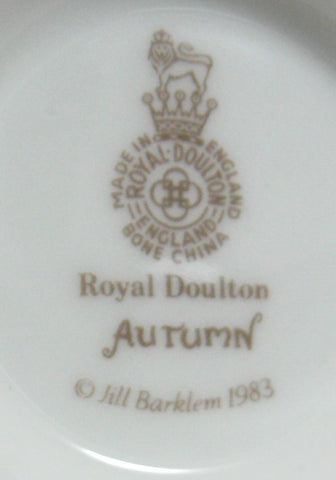 MADE IN ENGLAND
ROYAL·DOULTON
ENGLAND
BONE CHINA
Royal Doulton
AUTUMN
© Jill Barklem 1983